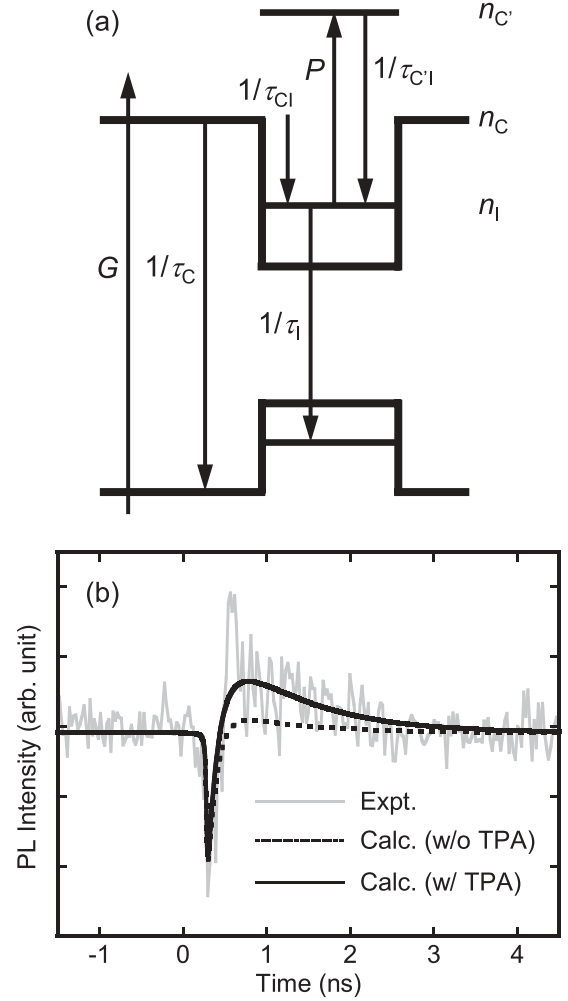 (a)
n_C'
P
1/τ_C'I
1/τ_CI
n_C
n_I
G
1/τ_C
1/τ_I
(b)
PL Intensity (arb. unit)
Expt.
Calc. (w/o TPA)
Calc. (w/ TPA)
-1 0 1 2 3 4
Time (ns)